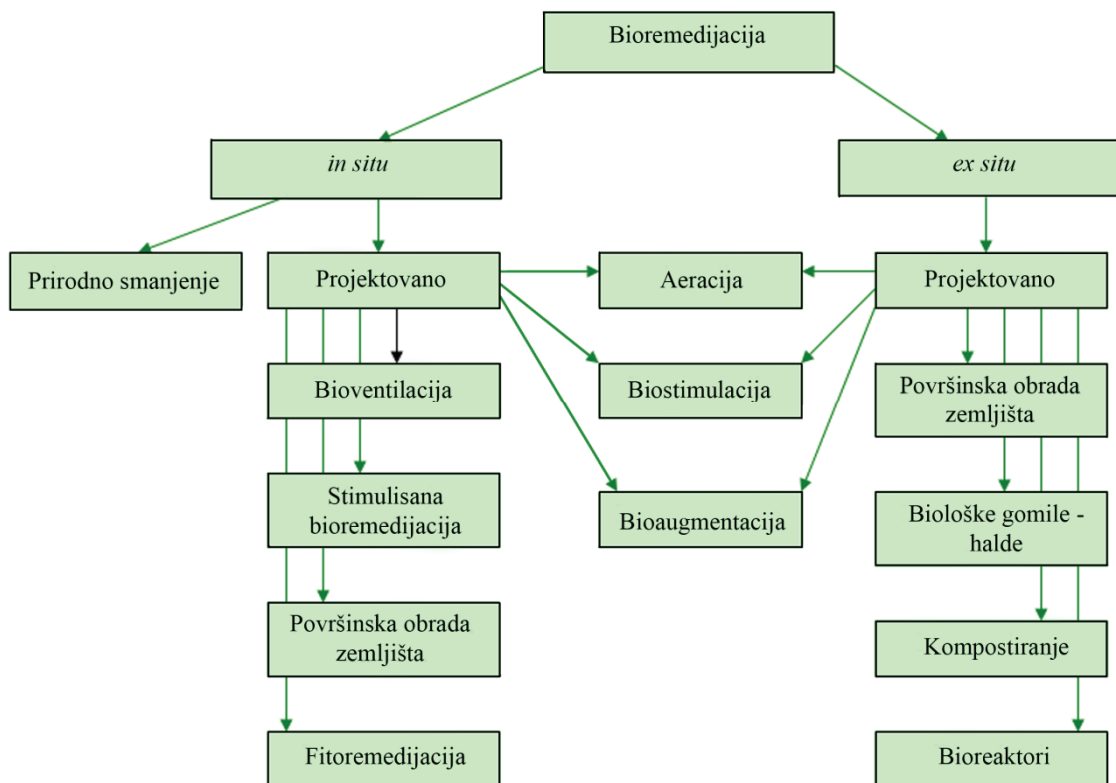 Bioremedijacija
in situ
ex situ
Prirodno smanjenje
Projektovano
Aeracija
Projektovano
Bioventilacija
Biostimulacija
Površinska obrada
zemljišta
Stimulisana
bioremedijacija
Bioaugmentacija
Biološke gomile -
halde
Površinska obrada
zemljišta
Kompostiranje
Fitoremedijacija
Bioreaktori